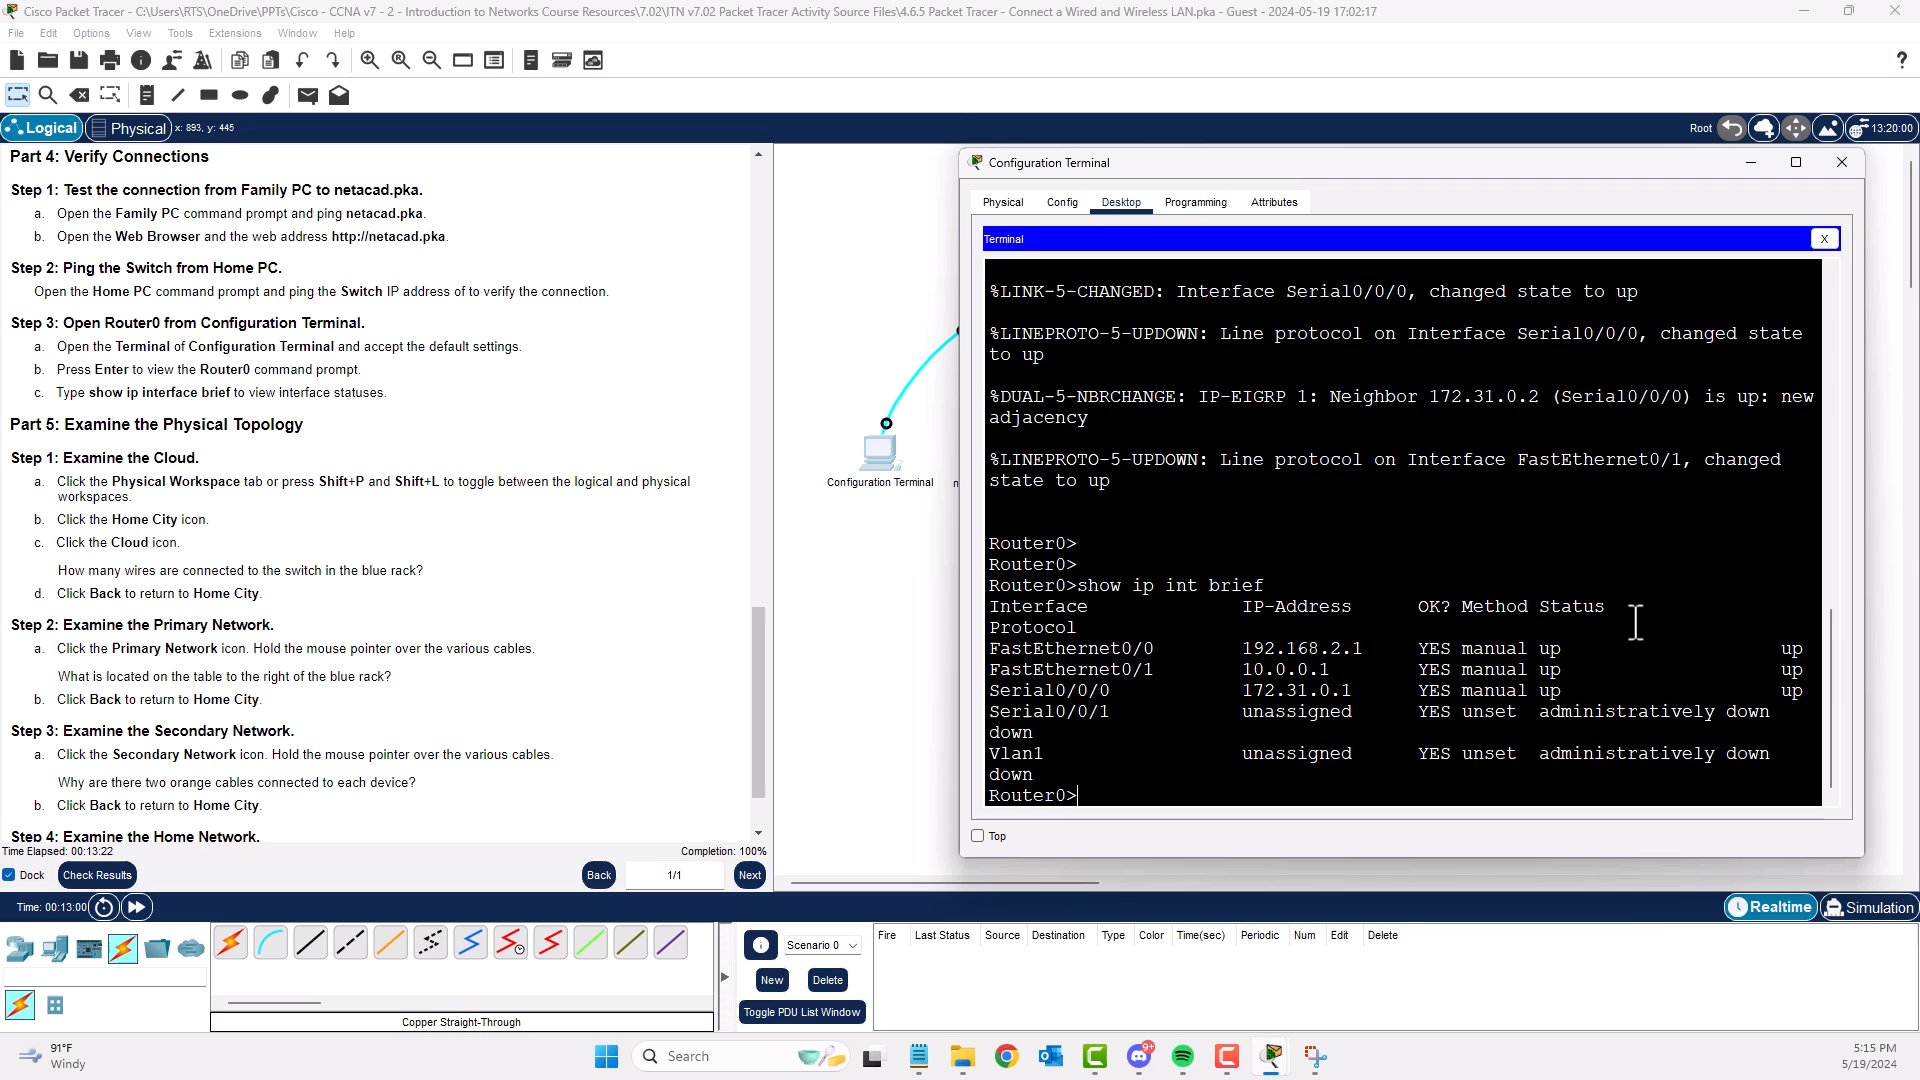 Cisco Packet Tracer - C:\Users\RTS\OneDrive\PPTs\Cisco - CCNA v7 - 2 - Introduction to Networks Course Resources\7.02\ITN v7.02 Packet Tracer Activity Source Files\4.6.5 Packet Tracer - Connect a Wired and Wireless LAN.pka - Guest - 2024-05-19 17:02:17
File Edit Options View Tools Extensions Window Help
?
Logical Physical x: 893, y: 445
Root 13:20:00
Part 4: Verify Connections
Step 1: Test the connection from Family PC to netacad.pka.
a. Open the Family PC command prompt and ping netacad.pka.
b. Open the Web Browser and the web address http://netacad.pka.
Step 2: Ping the Switch from Home PC.
Open the Home PC command prompt and ping the Switch IP address of to verify the connection.
Step 3: Open Router0 from Configuration Terminal.
a. Open the Terminal of Configuration Terminal and accept the default settings.
b. Press Enter to view the Router0 command prompt.
c. Type show ip interface brief to view interface statuses.
Part 5: Examine the Physical Topology
Step 1: Examine the Cloud.
a. Click the Physical Workspace tab or press Shift+P and Shift+L to toggle between the logical and physical
workspaces.
b. Click the Home City icon.
c. Click the Cloud icon.
How many wires are connected to the switch in the blue rack?
d. Click Back to return to Home City.
Step 2: Examine the Primary Network.
a. Click the Primary Network icon. Hold the mouse pointer over the various cables.
What is located on the table to the right of the blue rack?
b. Click Back to return to Home City.
Step 3: Examine the Secondary Network.
a. Click the Secondary Network icon. Hold the mouse pointer over the various cables.
Why are there two orange cables connected to each device?
b. Click Back to return to Home City.
Step 4: Examine the Home Network.
Time Elapsed: 00:13:22 Completion: 100%
Dock Check Results Back 1/1 Next
Configuration Terminal
n
Configuration Terminal
Physical Config Desktop Programming Attributes
Terminal X
%LINK-5-CHANGED: Interface Serial0/0/0, changed state to up
%LINEPROTO-5-UPDOWN: Line protocol on Interface Serial0/0/0, changed state
to up
%DUAL-5-NBRCHANGE: IP-EIGRP 1: Neighbor 172.31.0.2 (Serial0/0/0) is up: new
adjacency
%LINEPROTO-5-UPDOWN: Line protocol on Interface FastEthernet0/1, changed
state to up
Router0>
Router0>
Router0>show ip int brief
Interface IP-Address OK? Method Status
Protocol
FastEthernet0/0 192.168.2.1 YES manual up up
FastEthernet0/1 10.0.0.1 YES manual up up
Serial0/0/0 172.31.0.1 YES manual up up
Serial0/0/1 unassigned YES unset administratively down
down
Vlan1 unassigned YES unset administratively down
down
Router0>
Top
Time: 00:13:00 Realtime Simulation
Copper Straight-Through
Scenario 0
New Delete
Toggle PDU List Window
Fire Last Status Source Destination Type Color Time(sec) Periodic Num Edit Delete
91°F
Windy
Search
9+
5:15 PM
5/19/2024